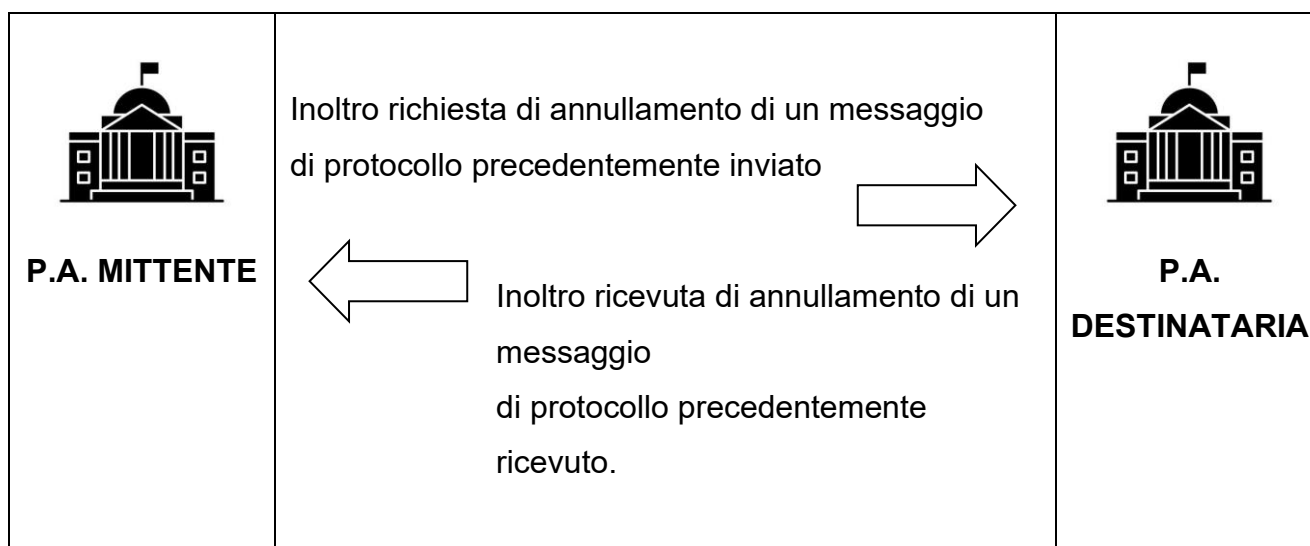 P.A. MITTENTE
Inoltro richiesta di annullamento di un messaggio
di protocollo precedentemente inviato
Inoltro ricevuta di annullamento di un
messaggio
di protocollo precedentemente
ricevuto.
P.A.
DESTINATARIA